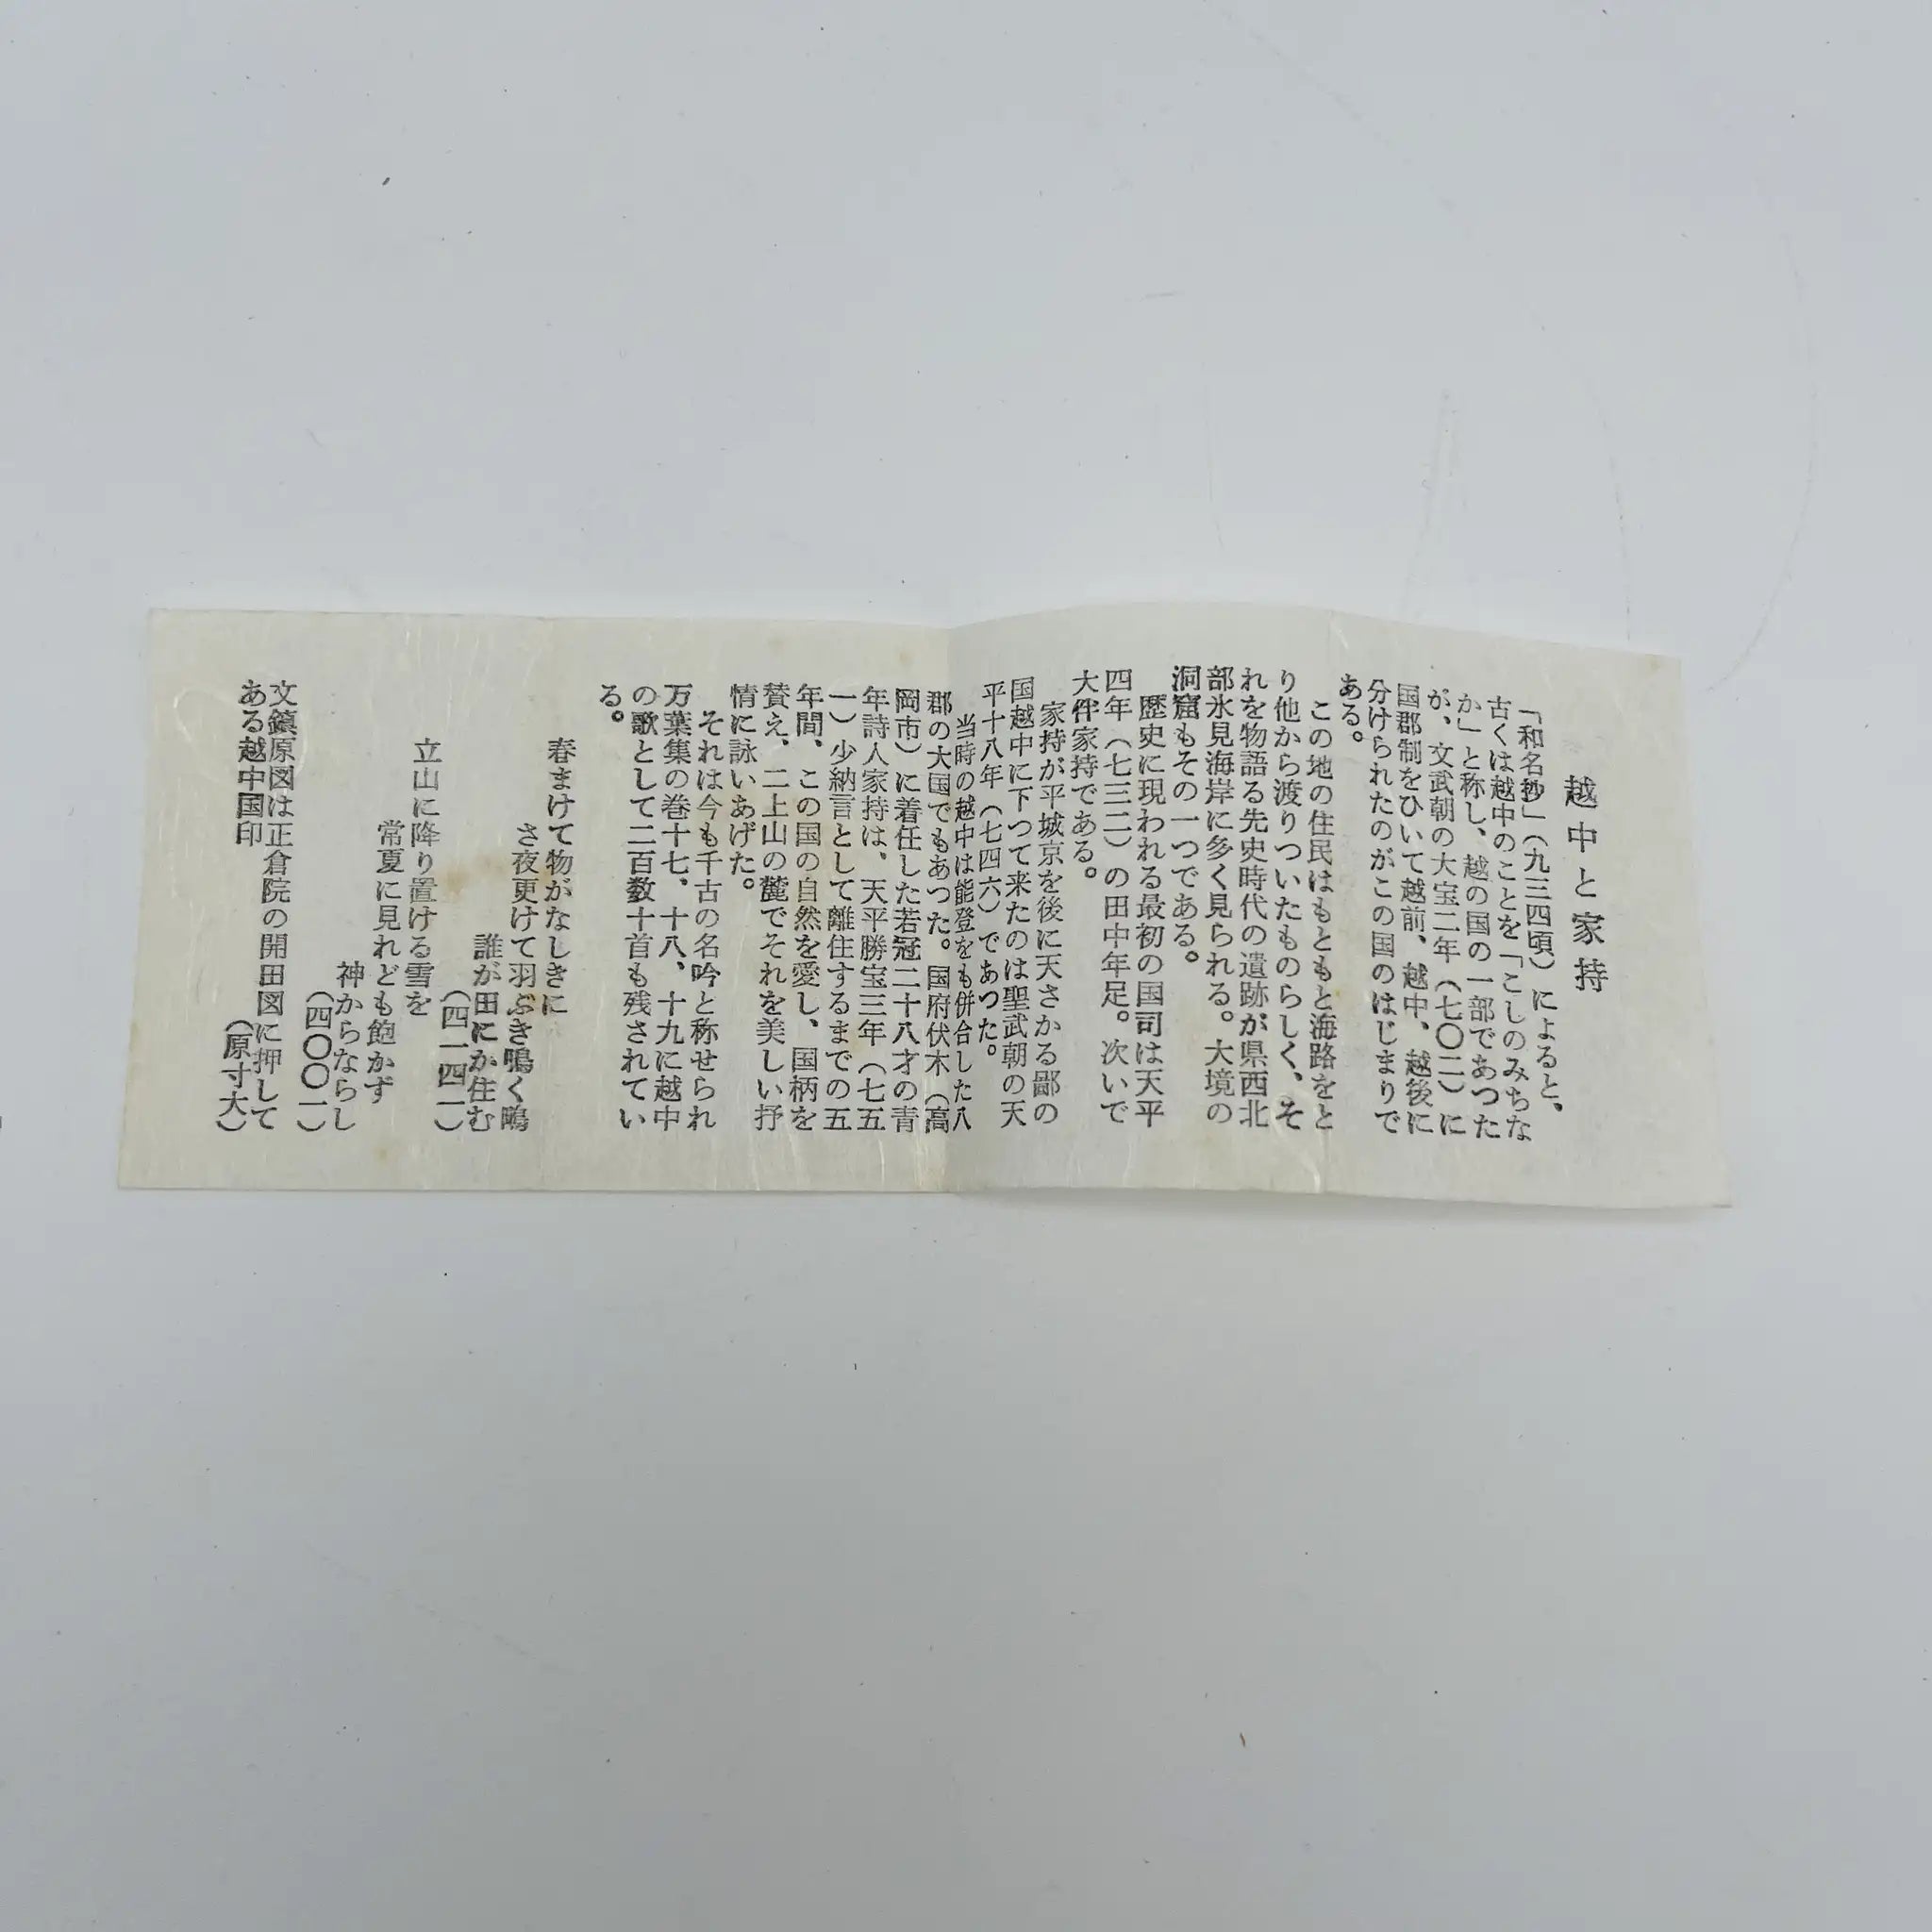 越中と家持
「和名抄」（九三四頃）によると、
古くは越中のことを「こしのみちな
か」と称し、越の国の一部であつた
が、文武朝の大宝二年（七〇二）に
国郡制をひいて越前、越中、越後に
分けられたのがこの国のはじまりで
ある。
この地の住民はもともと海路をと
り他から渡りついたものらしく、そ
れを物語る先史時代の遺跡が県西北
部氷見海岸に多く見られる。大境の
洞窟もその一つである。
歴史に現われる最初の国司は天平
四年（七三二）の田中年足。次いで
大伴家持である。
家持が平城京を後に天さかる鄙の
国越中に下つて来たのは聖武朝の天
平十八年（七四六）であつた。
当時の越中は能登をも併合した八
郡の大国でもあつた。国府伏木（高
岡市）に着任した若冠二十八才の青
年詩人家持は、天平勝宝三年（七五
一）少納言として離任するまでの五
年間、この国の自然を愛し、国柄を
賛え、二上山の麓でそれを美しい抒
情に詠いあげた。
それは今も千古の名吟と称せられ
万葉集の巻十七、十八、十九に越中
の歌として二百数十首も残されてい
る。
春まけて物がなしきに
さ夜更けて羽ぶき鳴く鴫
誰が田にか住む
（四一四一）
立山に降り置ける雪を
常夏に見れども飽かず
神からならし
（四〇〇一）
文鎮原図は正倉院の開田図に押して
ある越中国印
（原寸大）